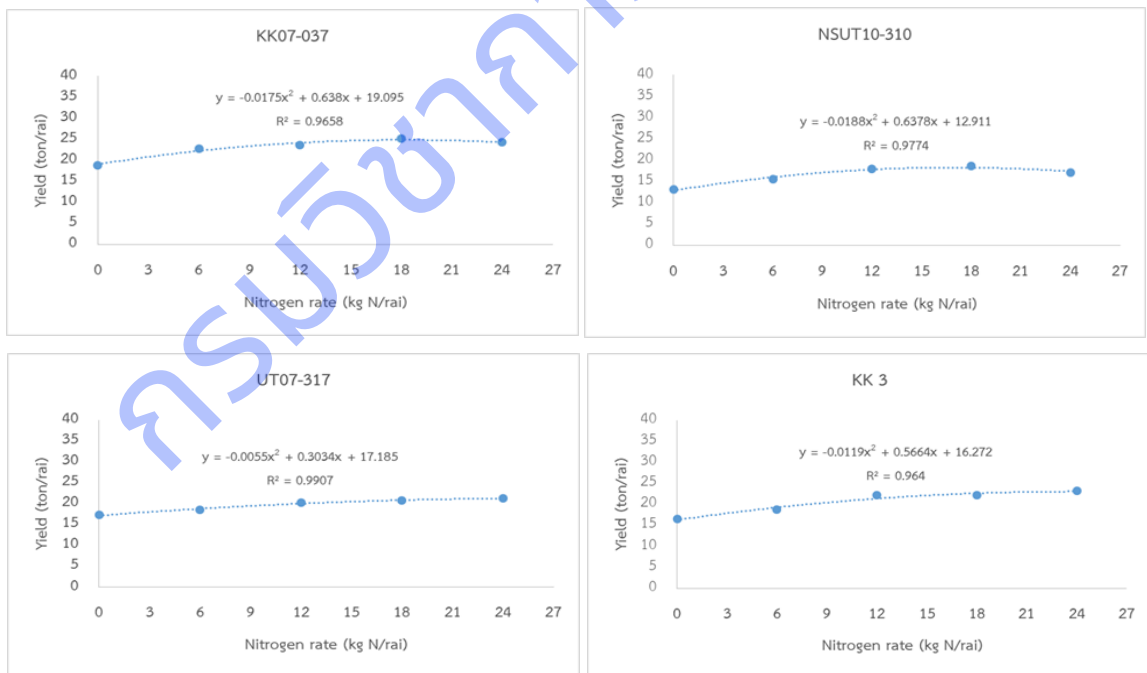 KK07-037
y = -0.0175x² + 0.638x + 19.095
R² = 0.9658
Yield (ton/rai)
40
35
30
25
20
15
10
5
0
0 3 6 9 12 15 18 21 24 27
Nitrogen rate (kg N/rai)
NSUT10-310
y = -0.0188x² + 0.6378x + 12.911
R² = 0.9774
Yield (ton/rai)
40
35
30
25
20
15
10
5
0
0 3 6 9 12 15 18 21 24 27
Nitrogen rate (kg N/rai)
UT07-317
y = -0.0055x² + 0.3034x + 17.185
R² = 0.9907
Yield (ton/rai)
40
35
30
25
20
15
10
5
0
0 3 6 9 12 15 18 21 24 27
Nitrogen rate (kg N/rai)
KK 3
y = -0.0119x² + 0.5664x + 16.272
R² = 0.964
Yield (ton/rai)
40
35
30
25
20
15
10
5
0
0 3 6 9 12 15 18 21 24 27
Nitrogen rate (kg N/rai)
กรมวิชาก